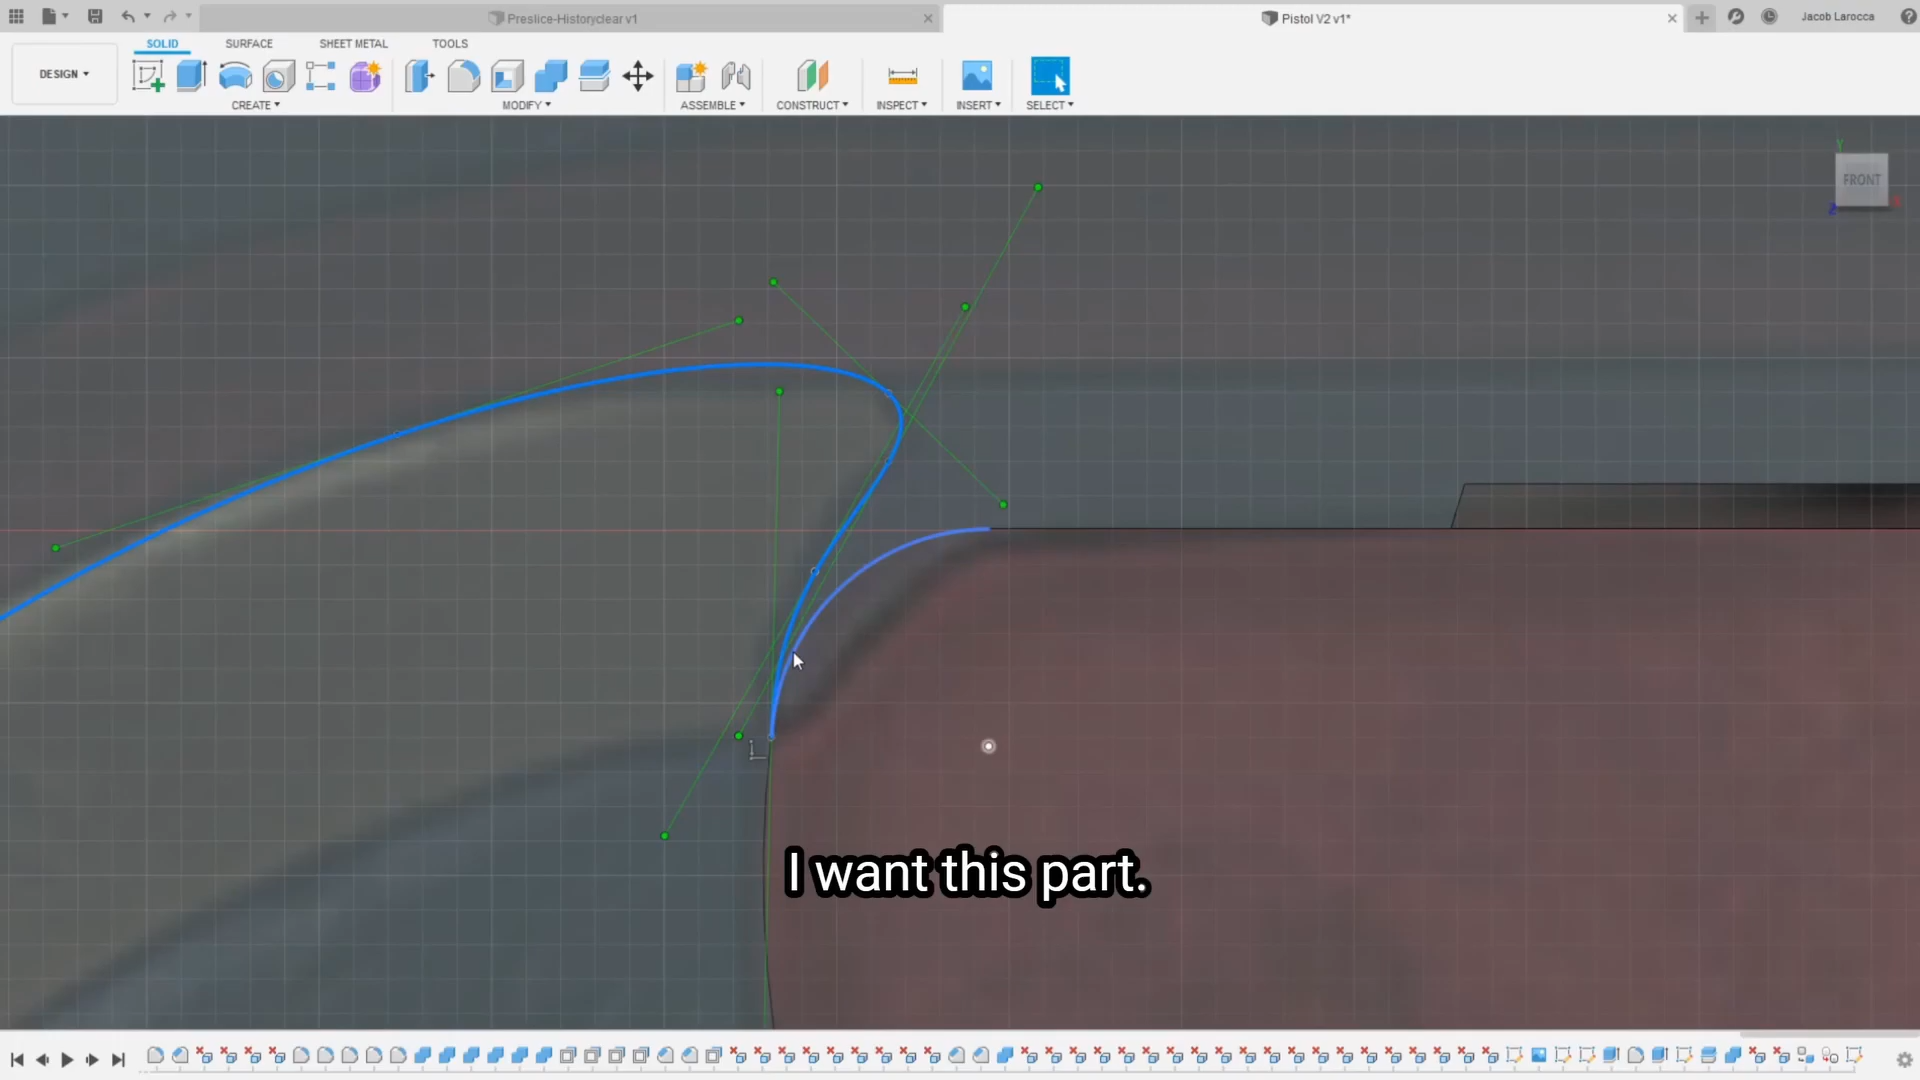 Preslice-Historyclear v1
Pistol V2 v1*
Jacob Larocca
DESIGN
SOLID
SURFACE
SHEET METAL
TOOLS
CREATE
MODIFY
ASSEMBLE
CONSTRUCT
INSPECT
INSERT
SELECT
Y
FRONT
Z
X
I want this part.